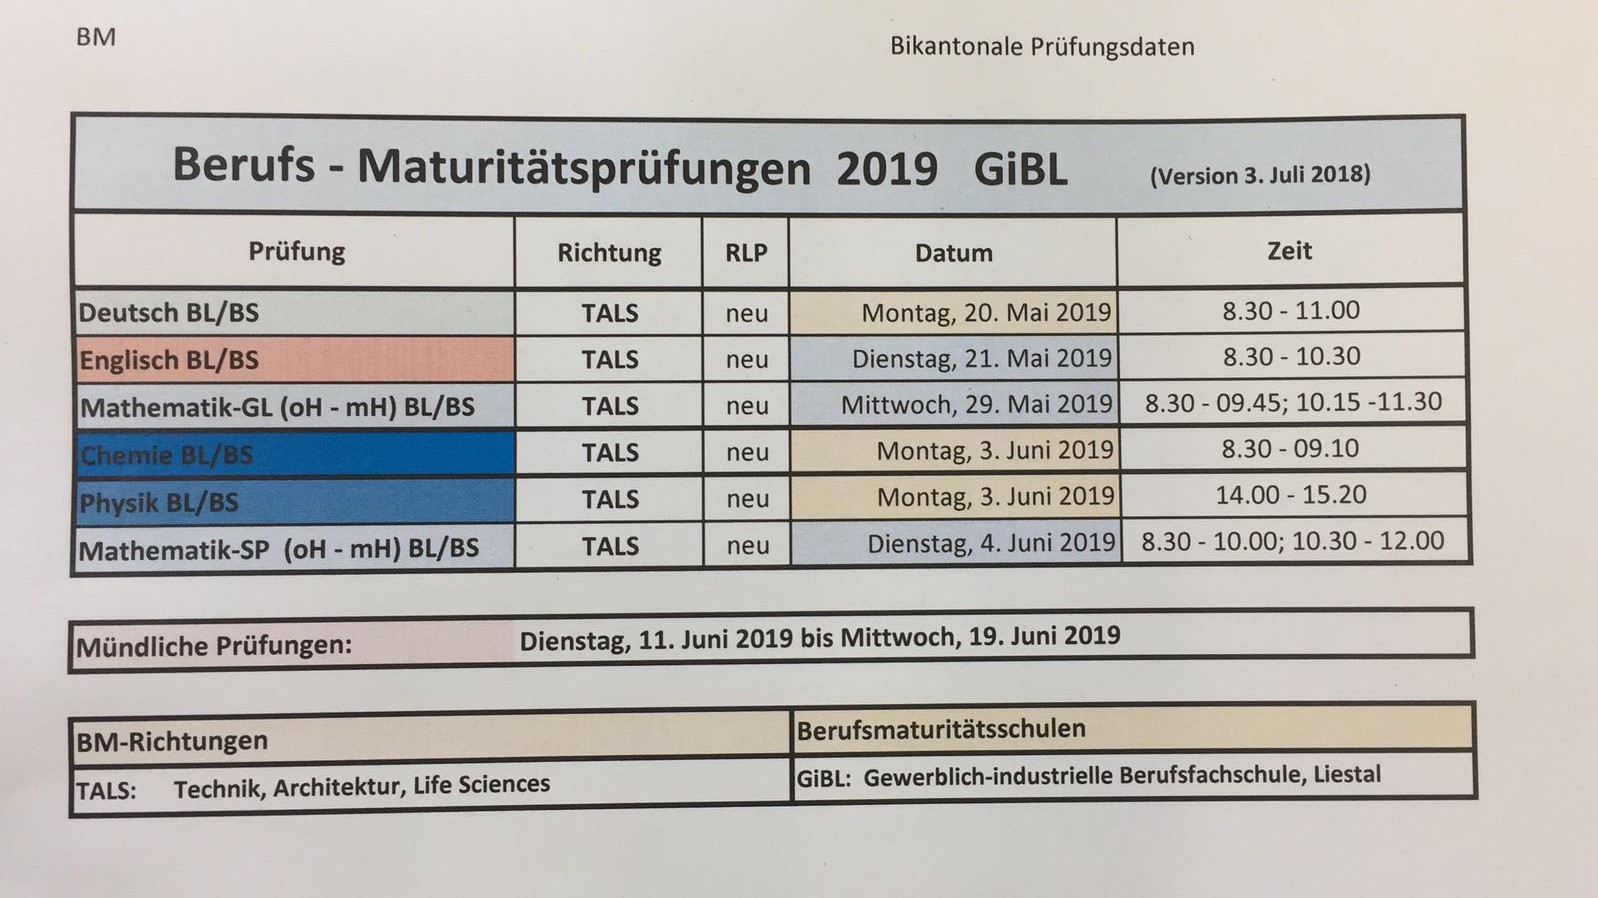 BM
Bikantonale Prüfungsdaten
Berufs - Maturitätsprüfungen 2019 GiBL (Version 3. Juli 2018)
Prüfung Richtung RLP Datum Zeit
Deutsch BL/BS TALS neu Montag, 20. Mai 2019 8.30 - 11.00
Englisch BL/BS TALS neu Dienstag, 21. Mai 2019 8.30 - 10.30
Mathematik-GL (oH - mH) BL/BS TALS neu Mittwoch, 29. Mai 2019 8.30 - 09.45; 10.15 -11.30
Chemie BL/BS TALS neu Montag, 3. Juni 2019 8.30 - 09.10
Physik BL/BS TALS neu Montag, 3. Juni 2019 14.00 - 15.20
Mathematik-SP (oH - mH) BL/BS TALS neu Dienstag, 4. Juni 2019 8.30 - 10.00; 10.30 - 12.00
Mündliche Prüfungen: Dienstag, 11. Juni 2019 bis Mittwoch, 19. Juni 2019
BM-Richtungen Berufsmaturitätsschulen
TALS: Technik, Architektur, Life Sciences GiBL: Gewerblich-industrielle Berufsfachschule, Liestal